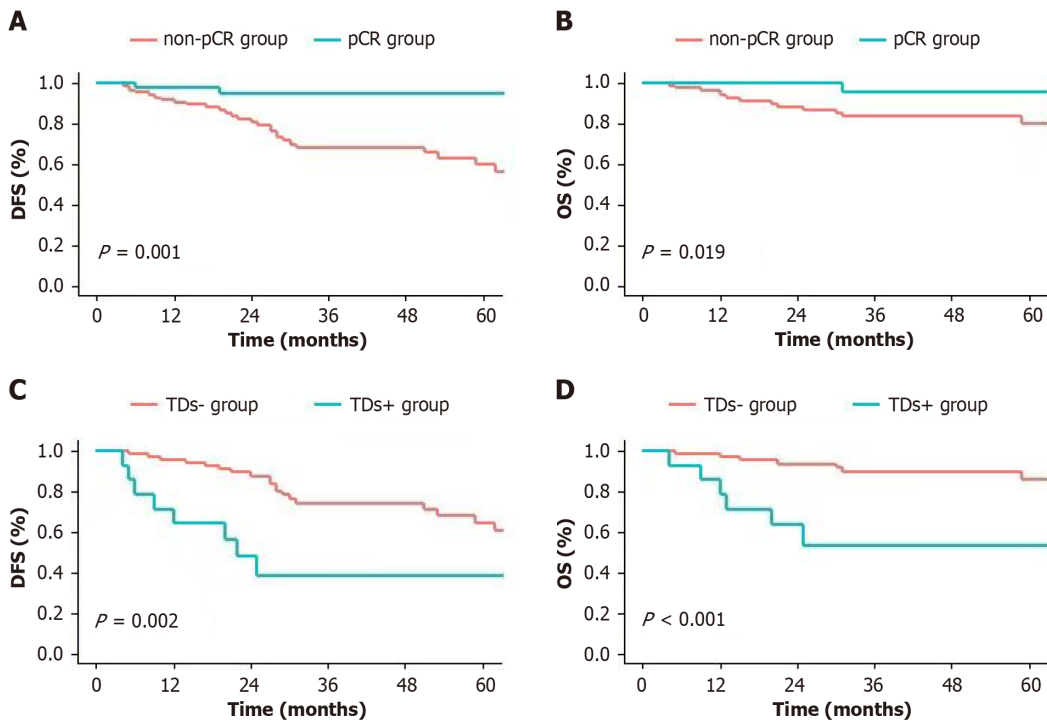 A
non-pCR group pCR group
1.0
0.8
0.6
0.4
0.2
0.0
DFS (%)
P = 0.001
0 12 24 36 48 60
Time (months)
B
non-pCR group pCR group
1.0
0.8
0.6
0.4
0.2
0.0
OS (%)
P = 0.019
0 12 24 36 48 60
Time (months)
C
TDs- group TDs+ group
1.0
0.8
0.6
0.4
0.2
0.0
DFS (%)
P = 0.002
0 12 24 36 48 60
Time (months)
D
TDs- group TDs+ group
1.0
0.8
0.6
0.4
0.2
0.0
OS (%)
P < 0.001
0 12 24 36 48 60
Time (months)